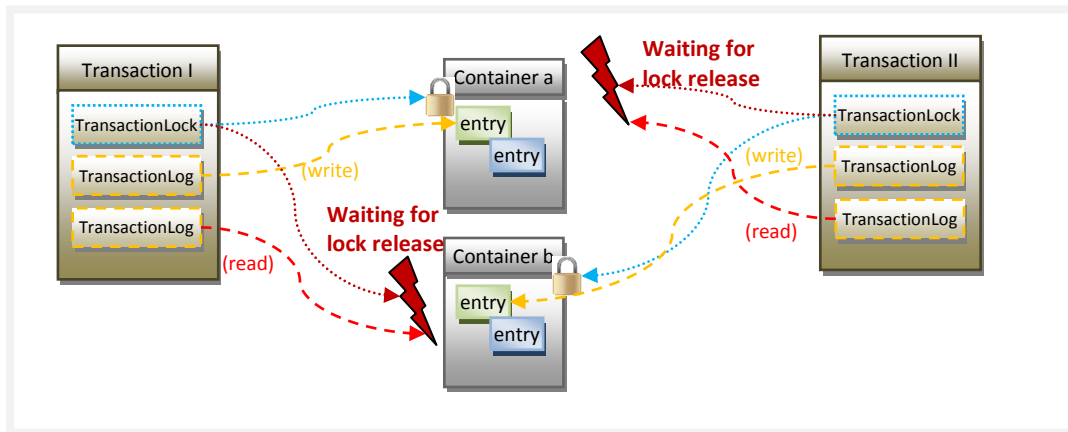 Transaction I
TransactionLock
TransactionLog
TransactionLog
(write)
(read)
Waiting for
lock release
Container a
entry
entry
Container b
entry
entry
Waiting for
lock release
Transaction II
TransactionLock
(write)
TransactionLog
TransactionLog
(read)